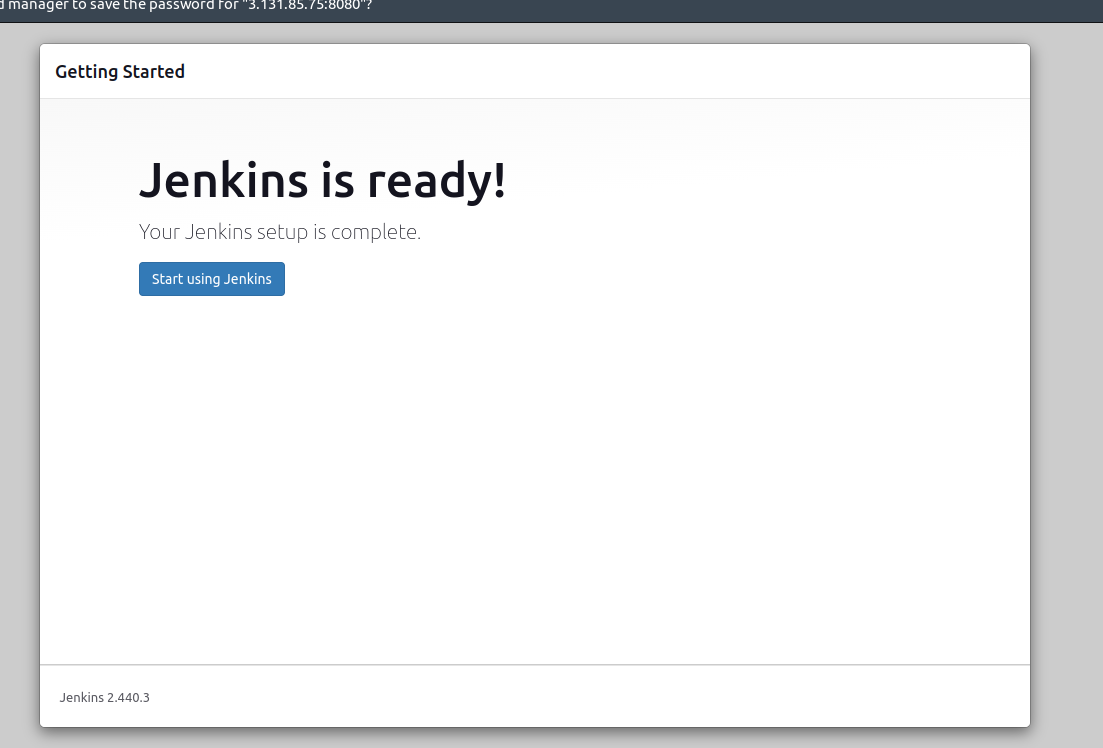 manager to save the password for "3.131.85.75:8080"?
Getting Started
Jenkins is ready!
Your Jenkins setup is complete.
Start using Jenkins
Jenkins 2.440.3